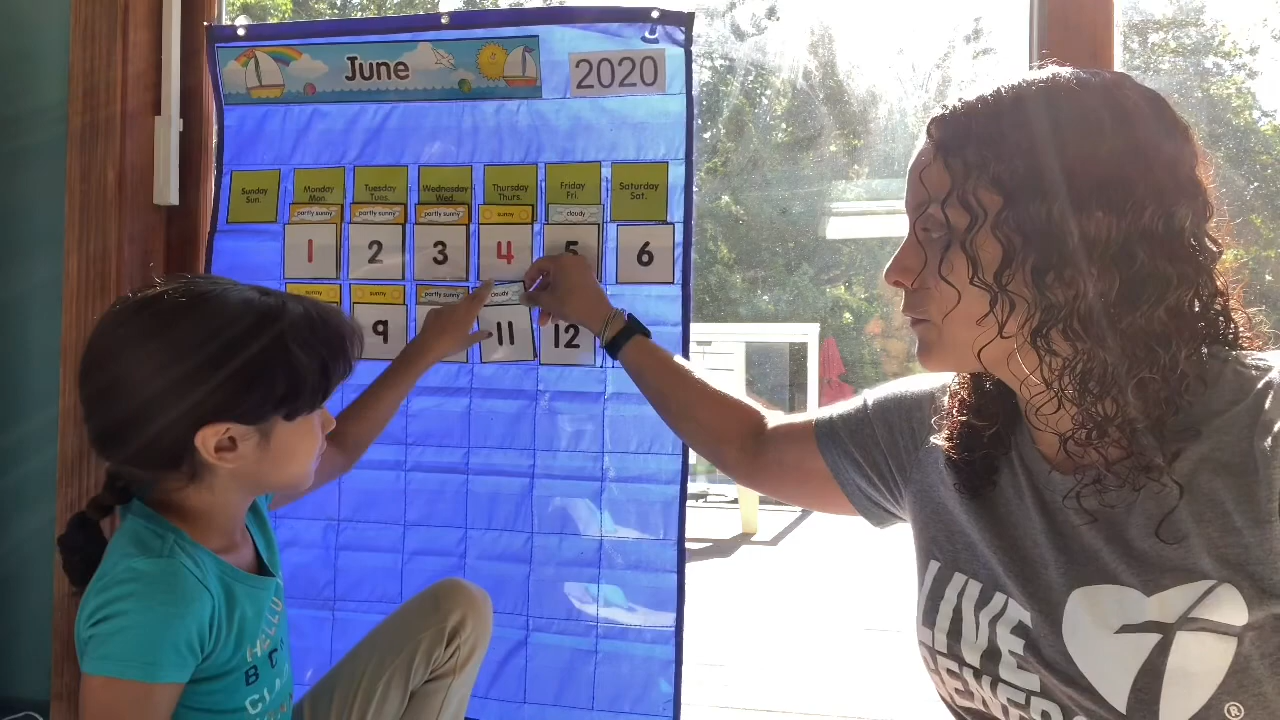 June
2020
Sunday Monday Tuesday Wednesday Thursday Friday Saturday
Sun. Mon. Tues. Wed. Thurs. Fri. Sat.
partly sunny partly sunny partly sunny sunny cloudy
1 2 3 4 5 6
sunny sunny partly sunny cloudy
9 11 12
HELLO
LIVE
®